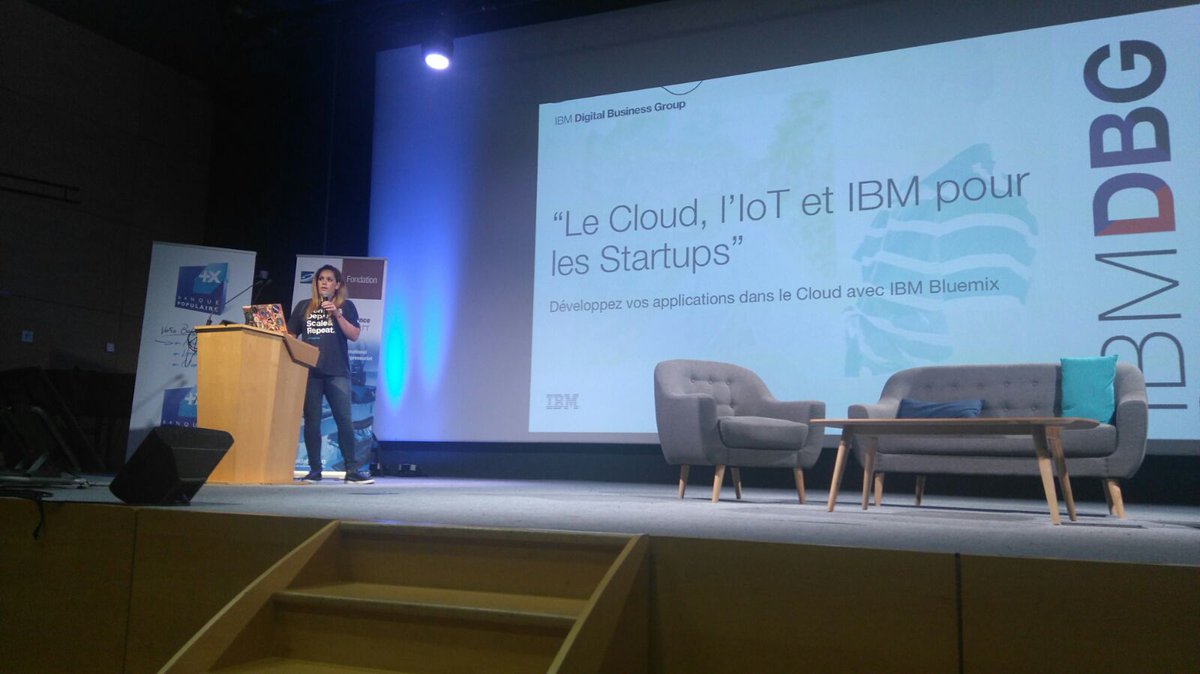 IBM Digital Business Group
“Le Cloud, l’IoT et IBM pour
les Startups”
Développez vos applications dans le Cloud avec IBM Bluemix
IBM
IBMDBG
BANQUE
POPULAIRE
Fondation
Scale&
Repeat.